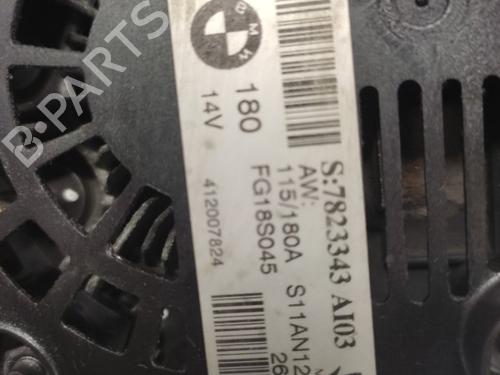 BMW
180
14V
412007824
S:7823343 AI03
AW:
115/180A
FG18S045
S11AN12
26
B-PARTS